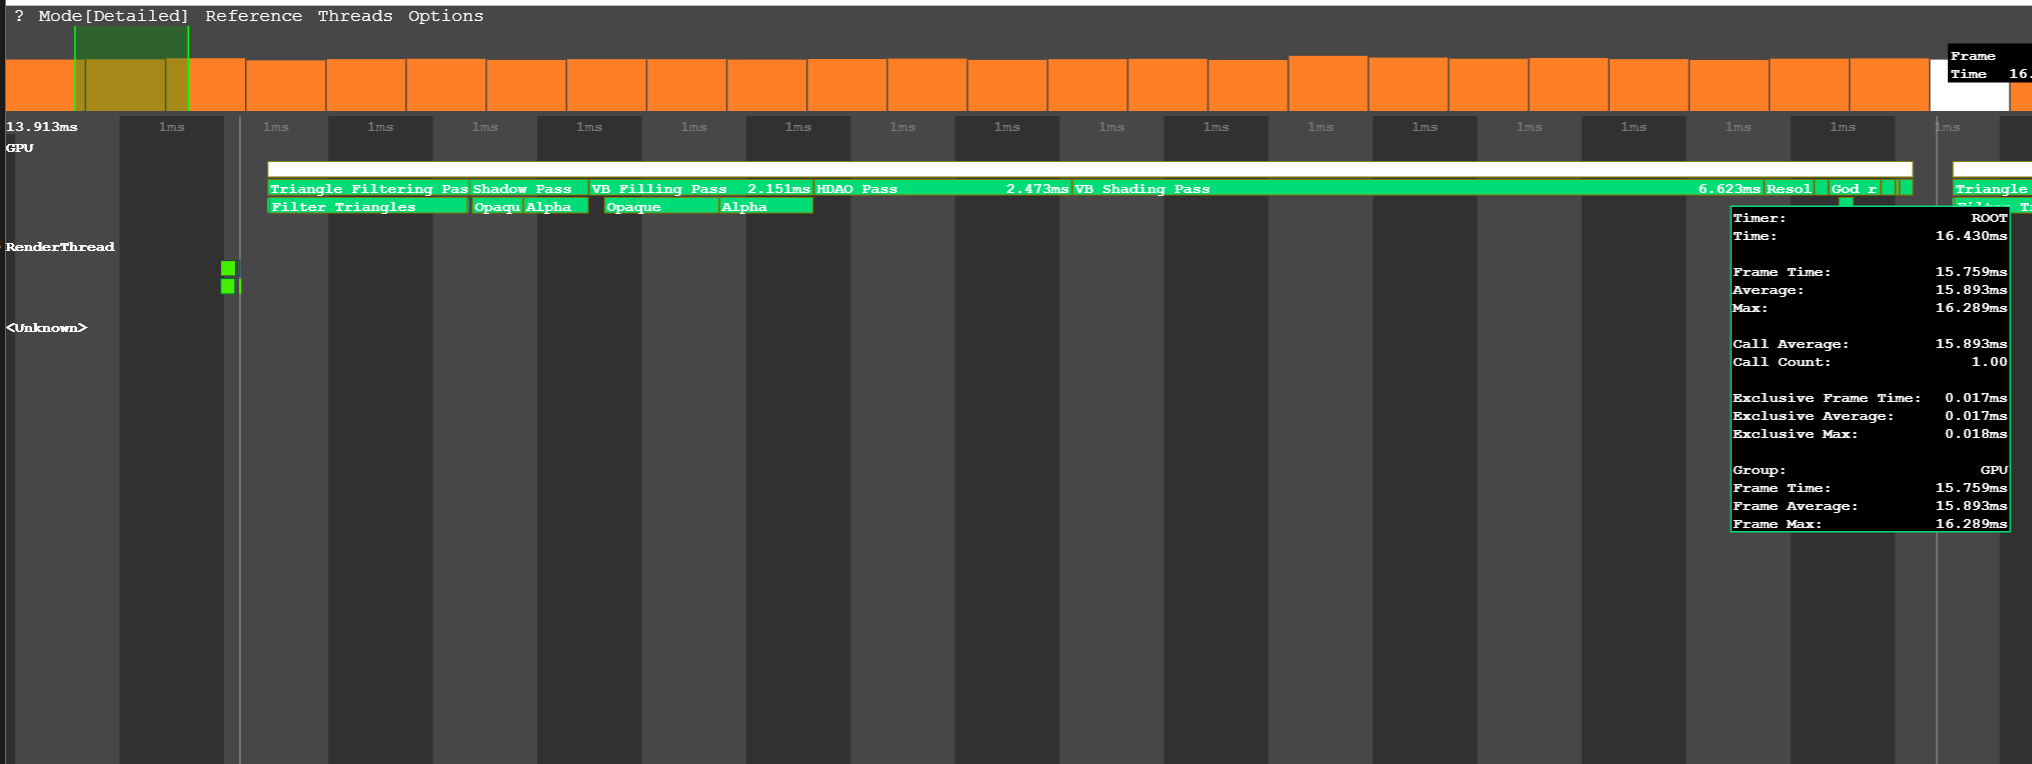 ? Mode[Detailed] Reference Threads Options
Frame
Time 16.
13.913ms 1ms 1ms 1ms 1ms 1ms 1ms 1ms 1ms 1ms 1ms 1ms 1ms 1ms 1ms 1ms 1ms 1ms 1ms
GPU
Triangle Filtering Pas Shadow Pass VB Filling Pass 2.151ms HDAO Pass 2.473ms VB Shading Pass 6.623ms Resol God r Triangle
Filter Triangles Opaqu Alpha Opaque Alpha
RenderThread
<Unknown>
Timer: ROOT
Time: 16.430ms
Frame Time: 15.759ms
Average: 15.893ms
Max: 16.289ms
Call Average: 15.893ms
Call Count: 1.00
Exclusive Frame Time: 0.017ms
Exclusive Average: 0.017ms
Exclusive Max: 0.018ms
Group: GPU
Frame Time: 15.759ms
Frame Average: 15.893ms
Frame Max: 16.289ms